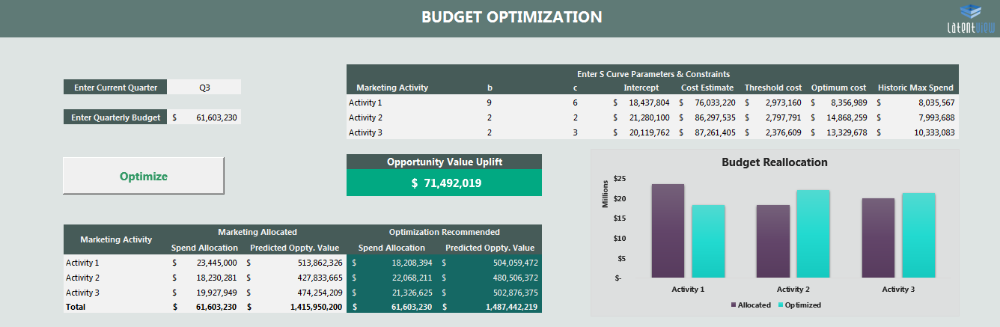 BUDGET OPTIMIZATION
LatentView
Enter Current Quarter Q3
Enter Quarterly Budget $ 61,603,230
Enter S Curve Parameters & Constraints
Marketing Activity b c Intercept Cost Estimate Threshold cost Optimum cost Historic Max Spend
Activity 1 9 6 $ 18,437,804 $ 76,033,220 $ 2,973,160 $ 8,356,989 $ 8,035,567
Activity 2 2 2 $ 21,280,100 $ 86,297,535 $ 2,797,791 $ 14,868,259 $ 7,993,688
Activity 3 2 3 $ 20,119,762 $ 87,261,405 $ 2,376,609 $ 13,329,678 $ 10,333,083
Optimize
Opportunity Value Uplift
$ 71,492,019
Marketing Allocated Optimization Recommended
Marketing Activity
Spend Allocation Predicted Oppty. Value Spend Allocation Predicted Oppty. Value
Activity 1 $ 23,445,000 $ 513,862,326 $ 18,208,394 $ 504,059,472
Activity 2 $ 18,230,281 $ 427,833,665 $ 22,068,211 $ 480,506,372
Activity 3 $ 19,927,949 $ 474,254,209 $ 21,326,625 $ 502,876,375
Total $ 61,603,230 $ 1,415,950,200 $ 61,603,230 $ 1,487,442,219
Budget Reallocation
Millions
$25
$20
$15
$10
$5
$-
Activity 1 Activity 2 Activity 3
Allocated Optimized